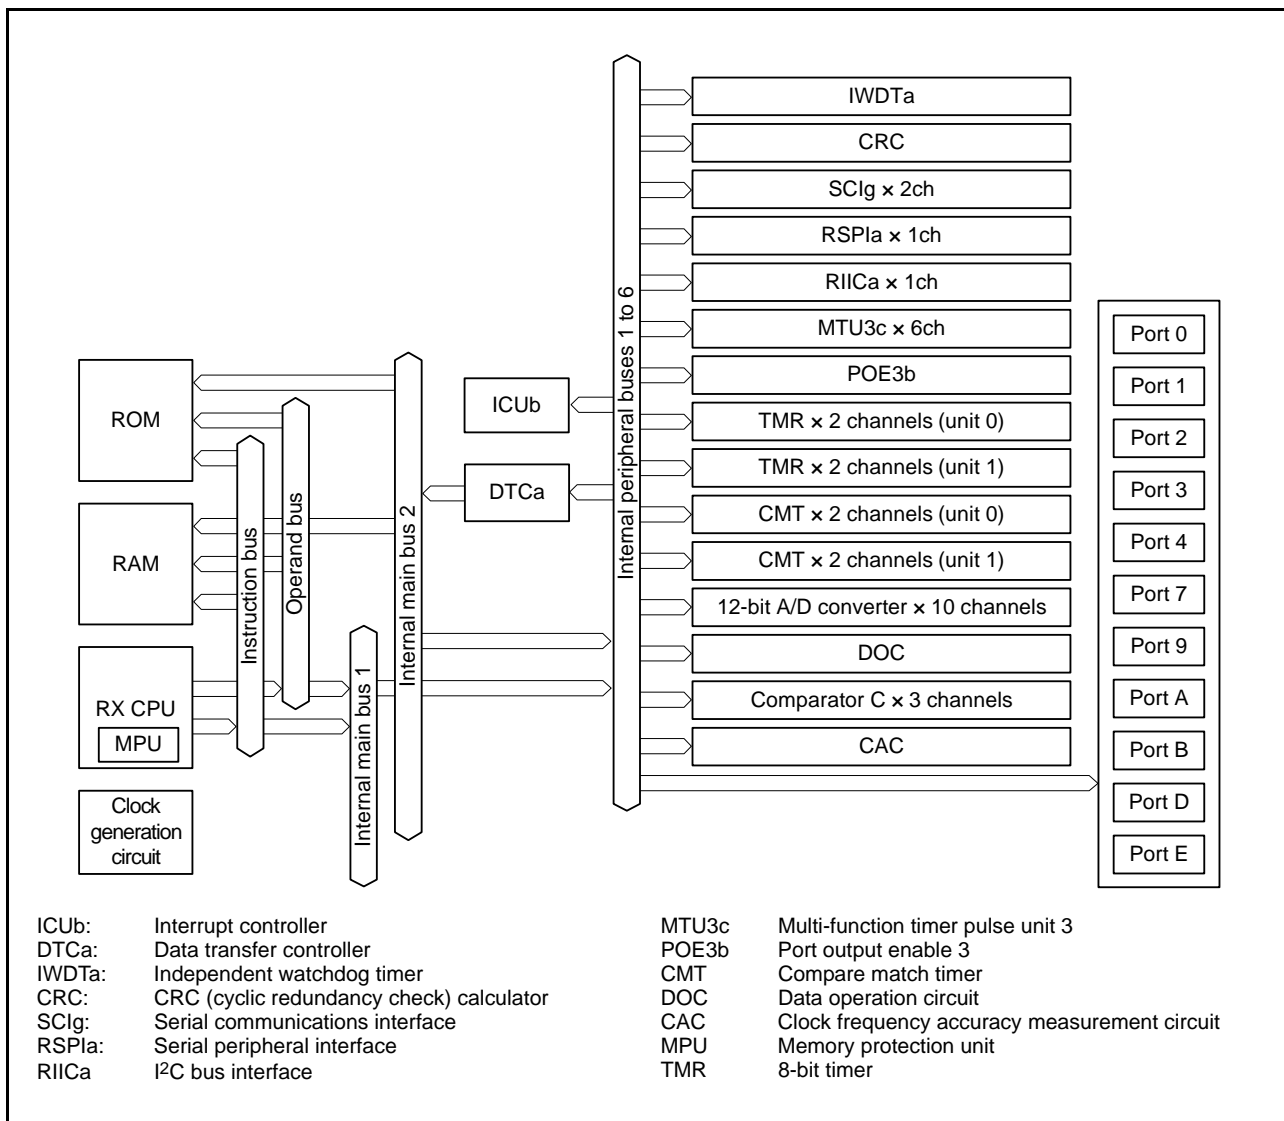 IWDTa
CRC
SCIg × 2ch
RSPIa × 1ch
RIICa × 1ch
MTU3c × 6ch
POE3b
TMR × 2 channels (unit 0)
TMR × 2 channels (unit 1)
CMT × 2 channels (unit 0)
CMT × 2 channels (unit 1)
12-bit A/D converter × 10 channels
DOC
Comparator C × 3 channels
CAC
Port 0
Port 1
Port 2
Port 3
Port 4
Port 7
Port 9
Port A
Port B
Port D
Port E
Internal peripheral buses 1 to 6
ICUb
DTCa
Internal main bus 2
Internal main bus 1
Operand bus
Instruction bus
ROM
RAM
RX CPU
MPU
Clock
generation
circuit
ICUb: Interrupt controller
DTCa: Data transfer controller
IWDTa: Independent watchdog timer
CRC: CRC (cyclic redundancy check) calculator
SCIg: Serial communications interface
RSPIa: Serial peripheral interface
RIICa I2C bus interface
MTU3c Multi-function timer pulse unit 3
POE3b Port output enable 3
CMT Compare match timer
DOC Data operation circuit
CAC Clock frequency accuracy measurement circuit
MPU Memory protection unit
TMR 8-bit timer